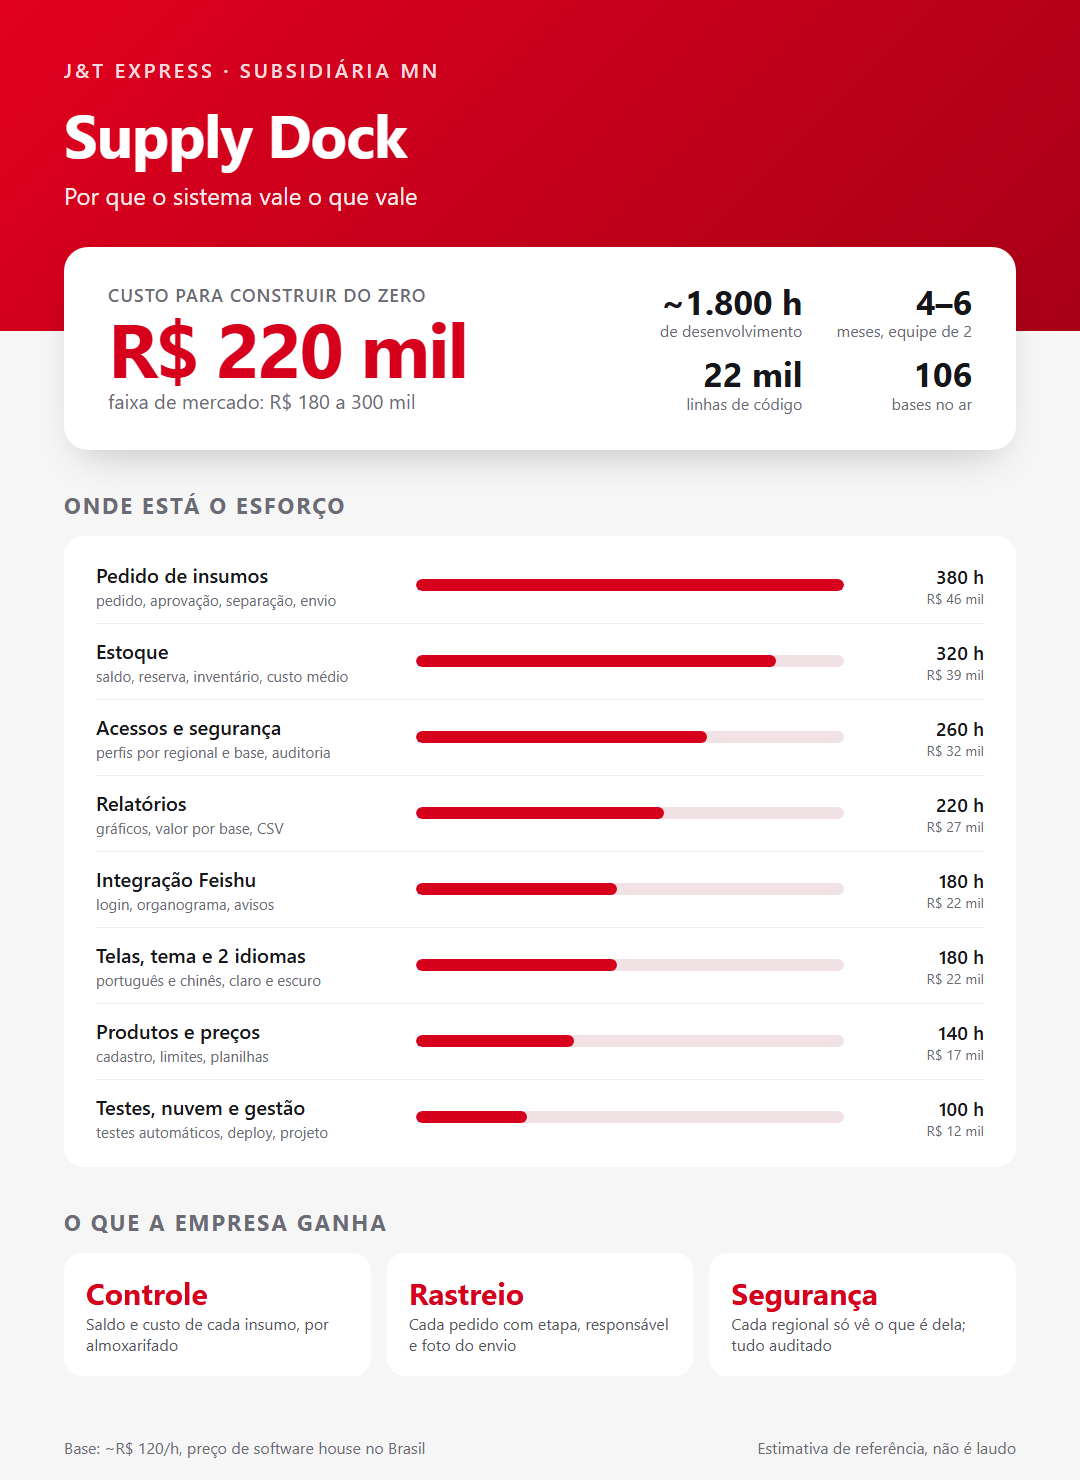 J&T EXPRESS · SUBSIDIÁRIA MN
Supply Dock
Por que o sistema vale o que vale
CUSTO PARA CONSTRUIR DO ZERO
R$ 220 mil
faixa de mercado: R$ 180 a 300 mil
~1.800 h
de desenvolvimento
4–6
meses, equipe de 2
22 mil
linhas de código
106
bases no ar
ONDE ESTÁ O ESFORÇO
Pedido de insumos
pedido, aprovação, separação, envio
380 h
R$ 46 mil
Estoque
saldo, reserva, inventário, custo médio
320 h
R$ 39 mil
Acessos e segurança
perfis por regional e base, auditoria
260 h
R$ 32 mil
Relatórios
gráficos, valor por base, CSV
220 h
R$ 27 mil
Integração Feishu
login, organograma, avisos
180 h
R$ 22 mil
Telas, tema e 2 idiomas
português e chinês, claro e escuro
180 h
R$ 22 mil
Produtos e preços
cadastro, limites, planilhas
140 h
R$ 17 mil
Testes, nuvem e gestão
testes automáticos, deploy, projeto
100 h
R$ 12 mil
O QUE A EMPRESA GANHA
Controle
Saldo e custo de cada insumo, por
almoxarifado
Rastreio
Cada pedido com etapa, responsável
e foto do envio
Segurança
Cada regional só vê o que é dela;
tudo auditado
Base: ~R$ 120/h, preço de software house no Brasil
Estimativa de referência, não é laudo